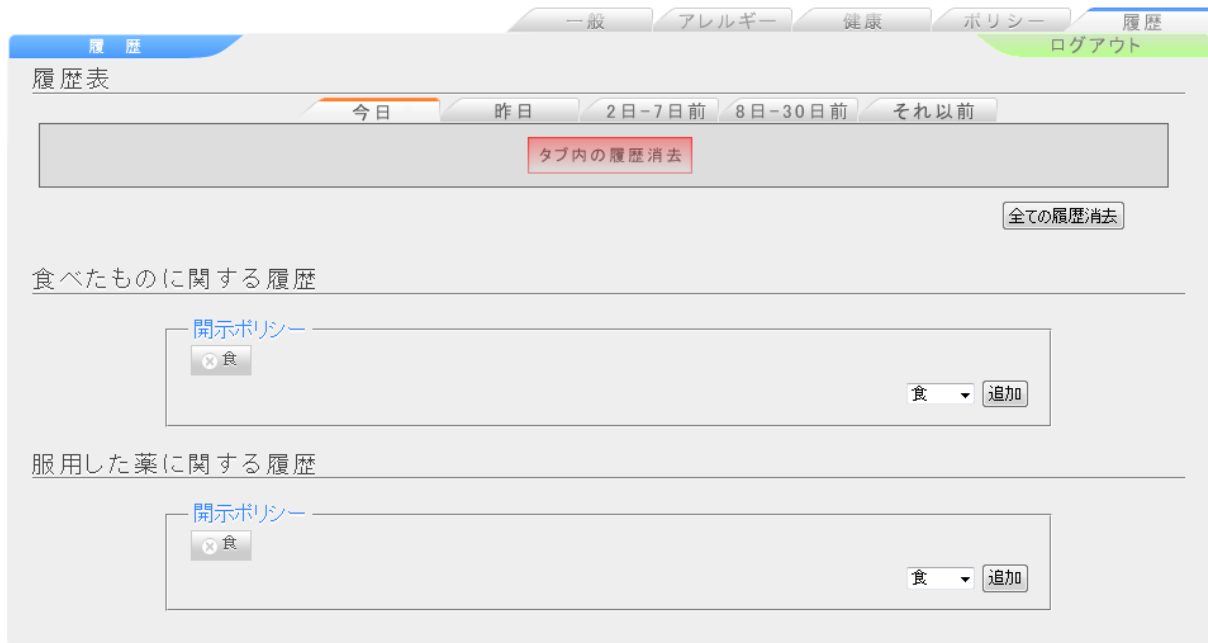 一般 アレルギー 健康 ポリシー 履歴
履歴 ログアウト
履歴表
今日 昨日 2日-7日前 8日-30日前 それ以前
タブ内の履歴消去
全ての履歴消去
食べたものに関する履歴
開示ポリシー
食
食 追加
服用した薬に関する履歴
開示ポリシー
食
食 追加